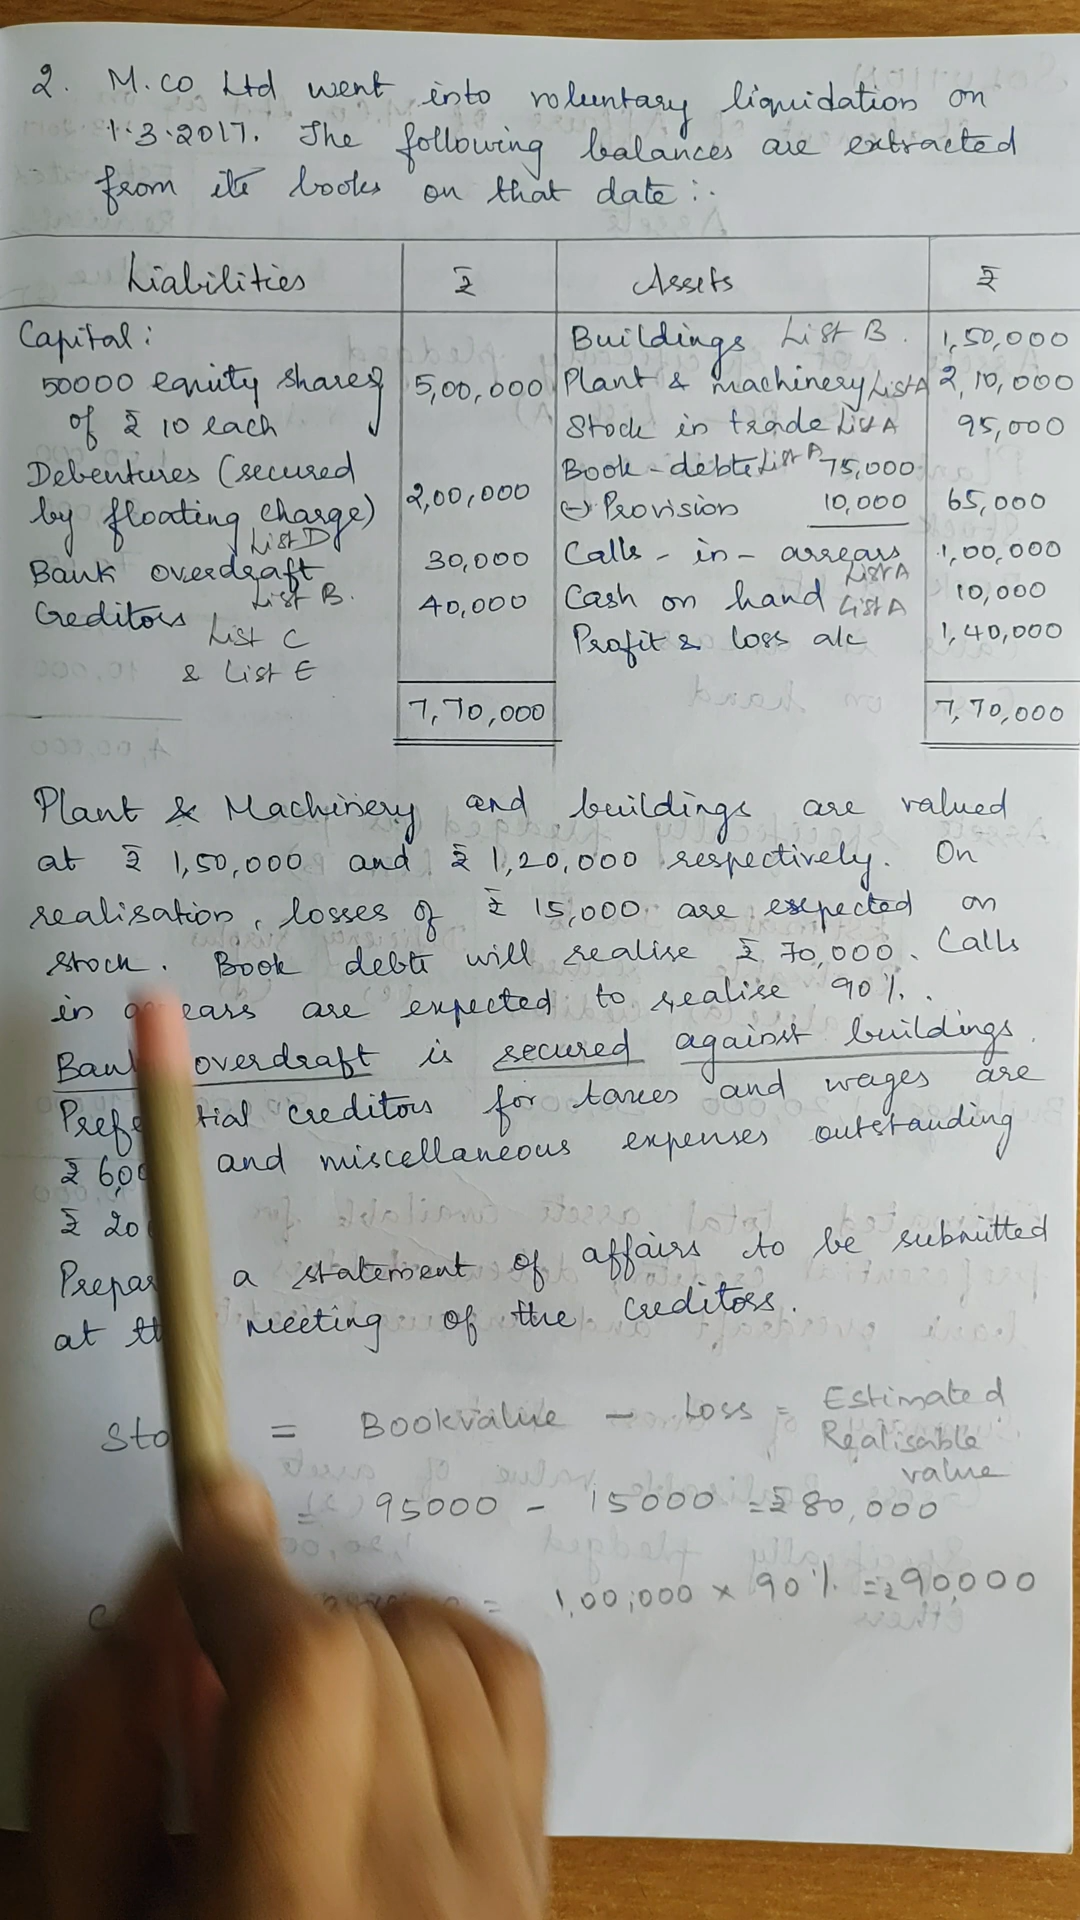 2. M.CO Ltd went into voluntary liquidation on
1.3.2017. The following balances are extracted
from its books on that date :-
Liabilities ₹ Assets ₹
Capital : Buildings List B. 1,50,000
50000 equity shares 5,00,000 Plant & machinery List A 2,10,000
of ₹ 10 each Stock in trade List A 95,000
Debentures (secured Book-debts List A 75,000
by floating charge) 2,00,000 (-) Provision 10,000 65,000
List D
Bank overdraft 30,000 Calls-in-arrears 1,00,000
List B. List A
Creditors 40,000 Cash on hand List A 10,000
List C Profit & loss a/c 1,40,000
& List E
7,70,000 7,70,000
Plant & Machinery and buildings are valued
at ₹ 1,50,000 and ₹ 1,20,000 respectively. On
realisation, losses of ₹ 15,000 are expected on
stock. Book debts will realise ₹ 70,000. Calls
in are expected to realise 90%.
overdraft is secured against buildings.
creditors for taxes and wages are
₹ and miscellaneous expenses outstanding
₹
a statement of affairs to be submitted
at meeting of the creditors.
= Bookvalue - Loss = Estimated
Realisable
value
= 95000 - 15000 = ₹ 80,000
= 1,00,000 × 90% = ₹ 90,000